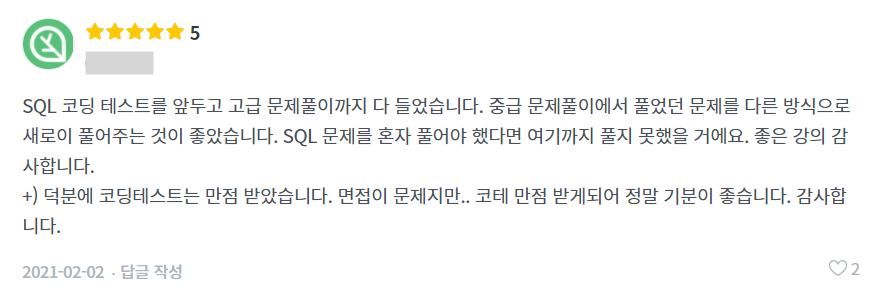 5
SQL 코딩 테스트를 앞두고 고급 문제풀이까지 다 들었습니다. 중급 문제풀이에서 풀었던 문제를 다른 방식으로
새로이 풀어주는 것이 좋았습니다. SQL 문제를 혼자 풀어야 했다면 여기까지 풀지 못했을 거에요. 좋은 강의 감
사합니다.
+) 덕분에 코딩테스트는 만점 받았습니다. 면접이 문제지만.. 코테 만점 받게되어 정말 기분이 좋습니다. 감사합
니다.
2021-02-02 · 답글 작성
2